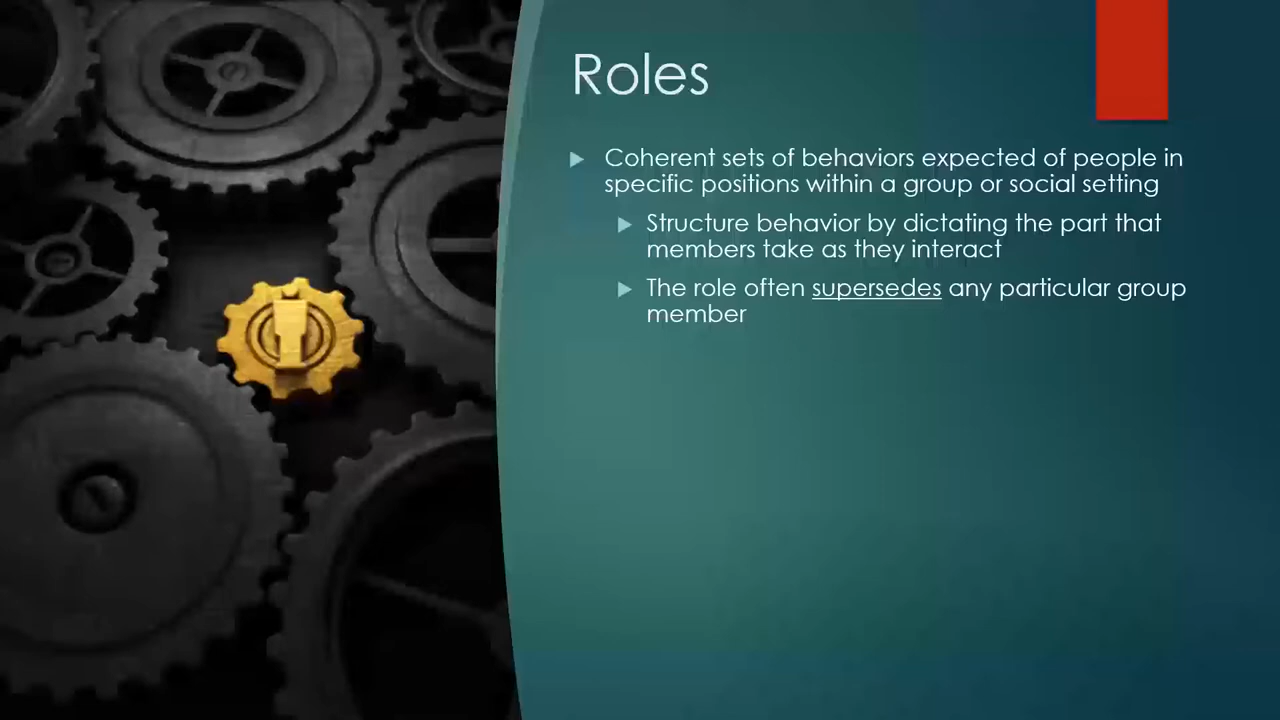 Roles
Coherent sets of behaviors expected of people in
specific positions within a group or social setting
Structure behavior by dictating the part that
members take as they interact
The role often supersedes any particular group
member